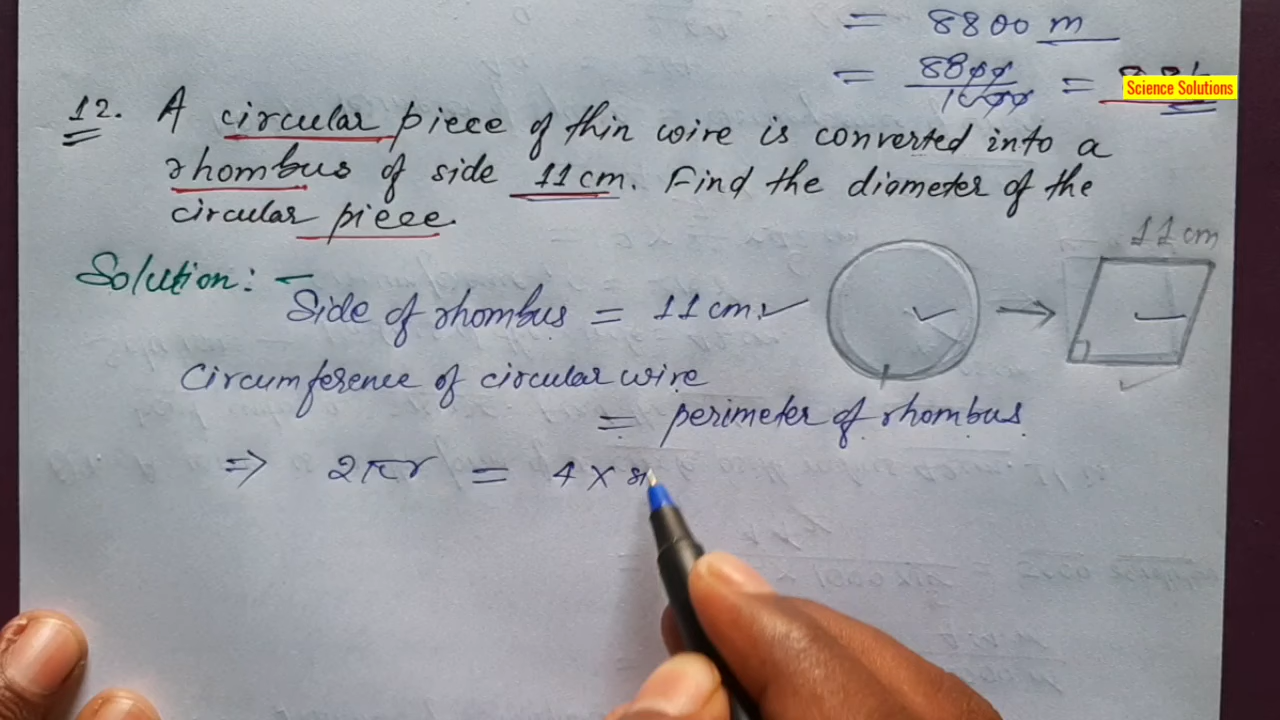 = 8800 m
= 8800/1000 =
Science Solutions
12. A circular piece of thin wire is converted into a
rhombus of side 11 cm. Find the diameter of the
circular piece.
11 cm
Solution: -
Side of rhombus = 11 cm.
Circumference of circular wire
= perimeter of rhombus.
=> 2πr = 4 ×